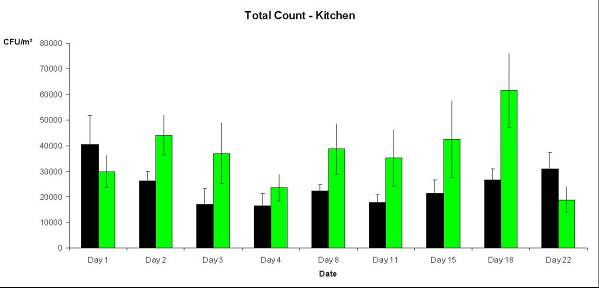 Total Count - Kitchen
CFU/m²
80000
70000
60000
50000
40000
30000
20000
10000
0
Day 1 Day 2 Day 3 Day 4 Day 8 Day 11 Day 15 Day 18 Day 22
Date